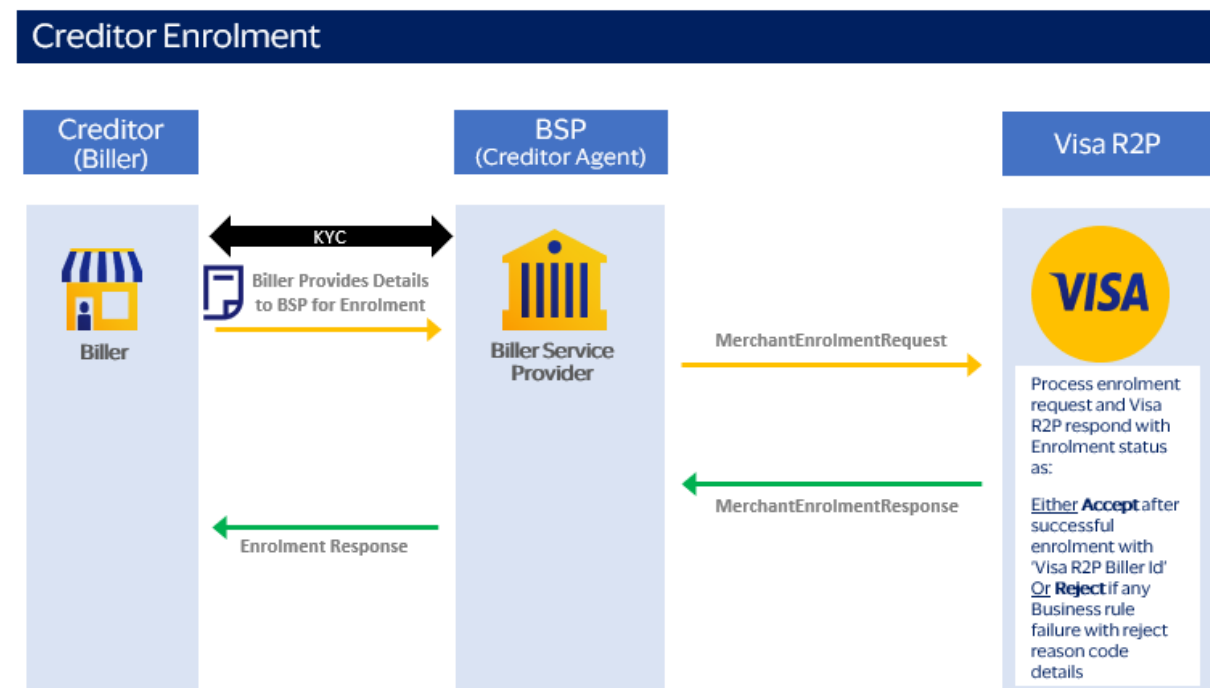 Creditor Enrolment
Creditor
(Biller)
BSP
(Creditor Agent)
Visa R2P
KYC
Biller Provides Details
to BSP for Enrolment
Biller
Biller Service
Provider
MerchantEnrolmentRequest
VISA
Process enrolment
request and Visa
R2P respond with
Enrolment status
as:
Either Accept after
successful
enrolment with
'Visa R2P Biller Id'
Or Reject if any
Business rule
failure with reject
reason code
details
MerchantEnrolmentResponse
Enrolment Response